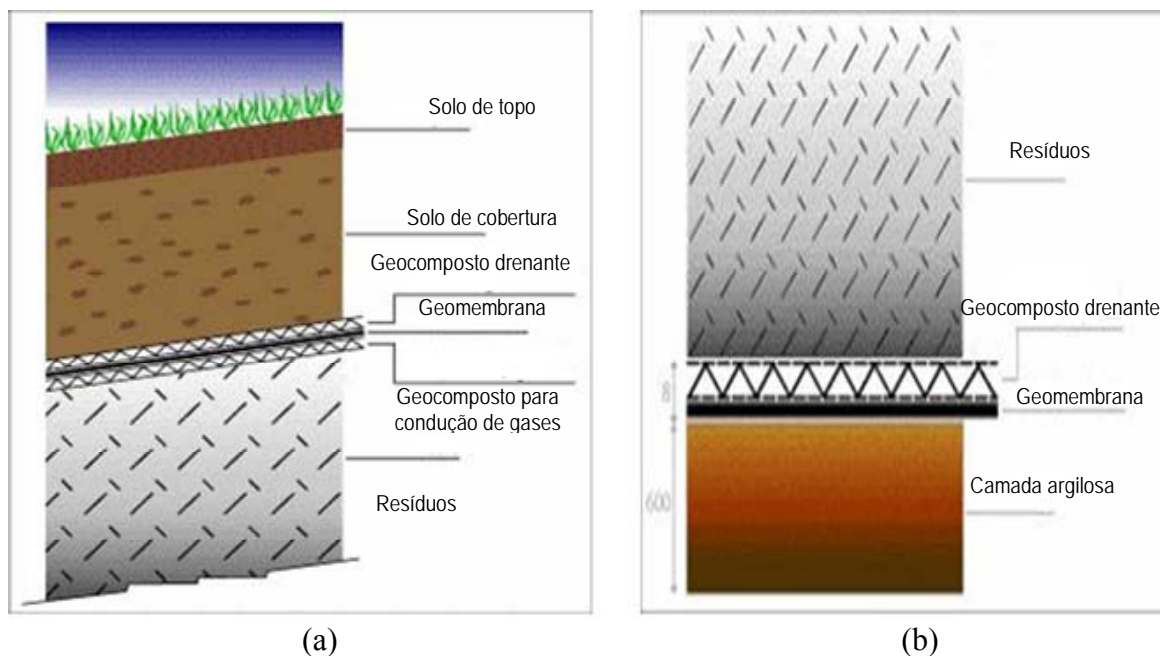 Solo de topo
Solo de cobertura
Geocomposto drenante
Geomembrana
Geocomposto para
condução de gases
Resíduos
(a)
Resíduos
Geocomposto drenante
Geomembrana
600
Camada argilosa
(b)